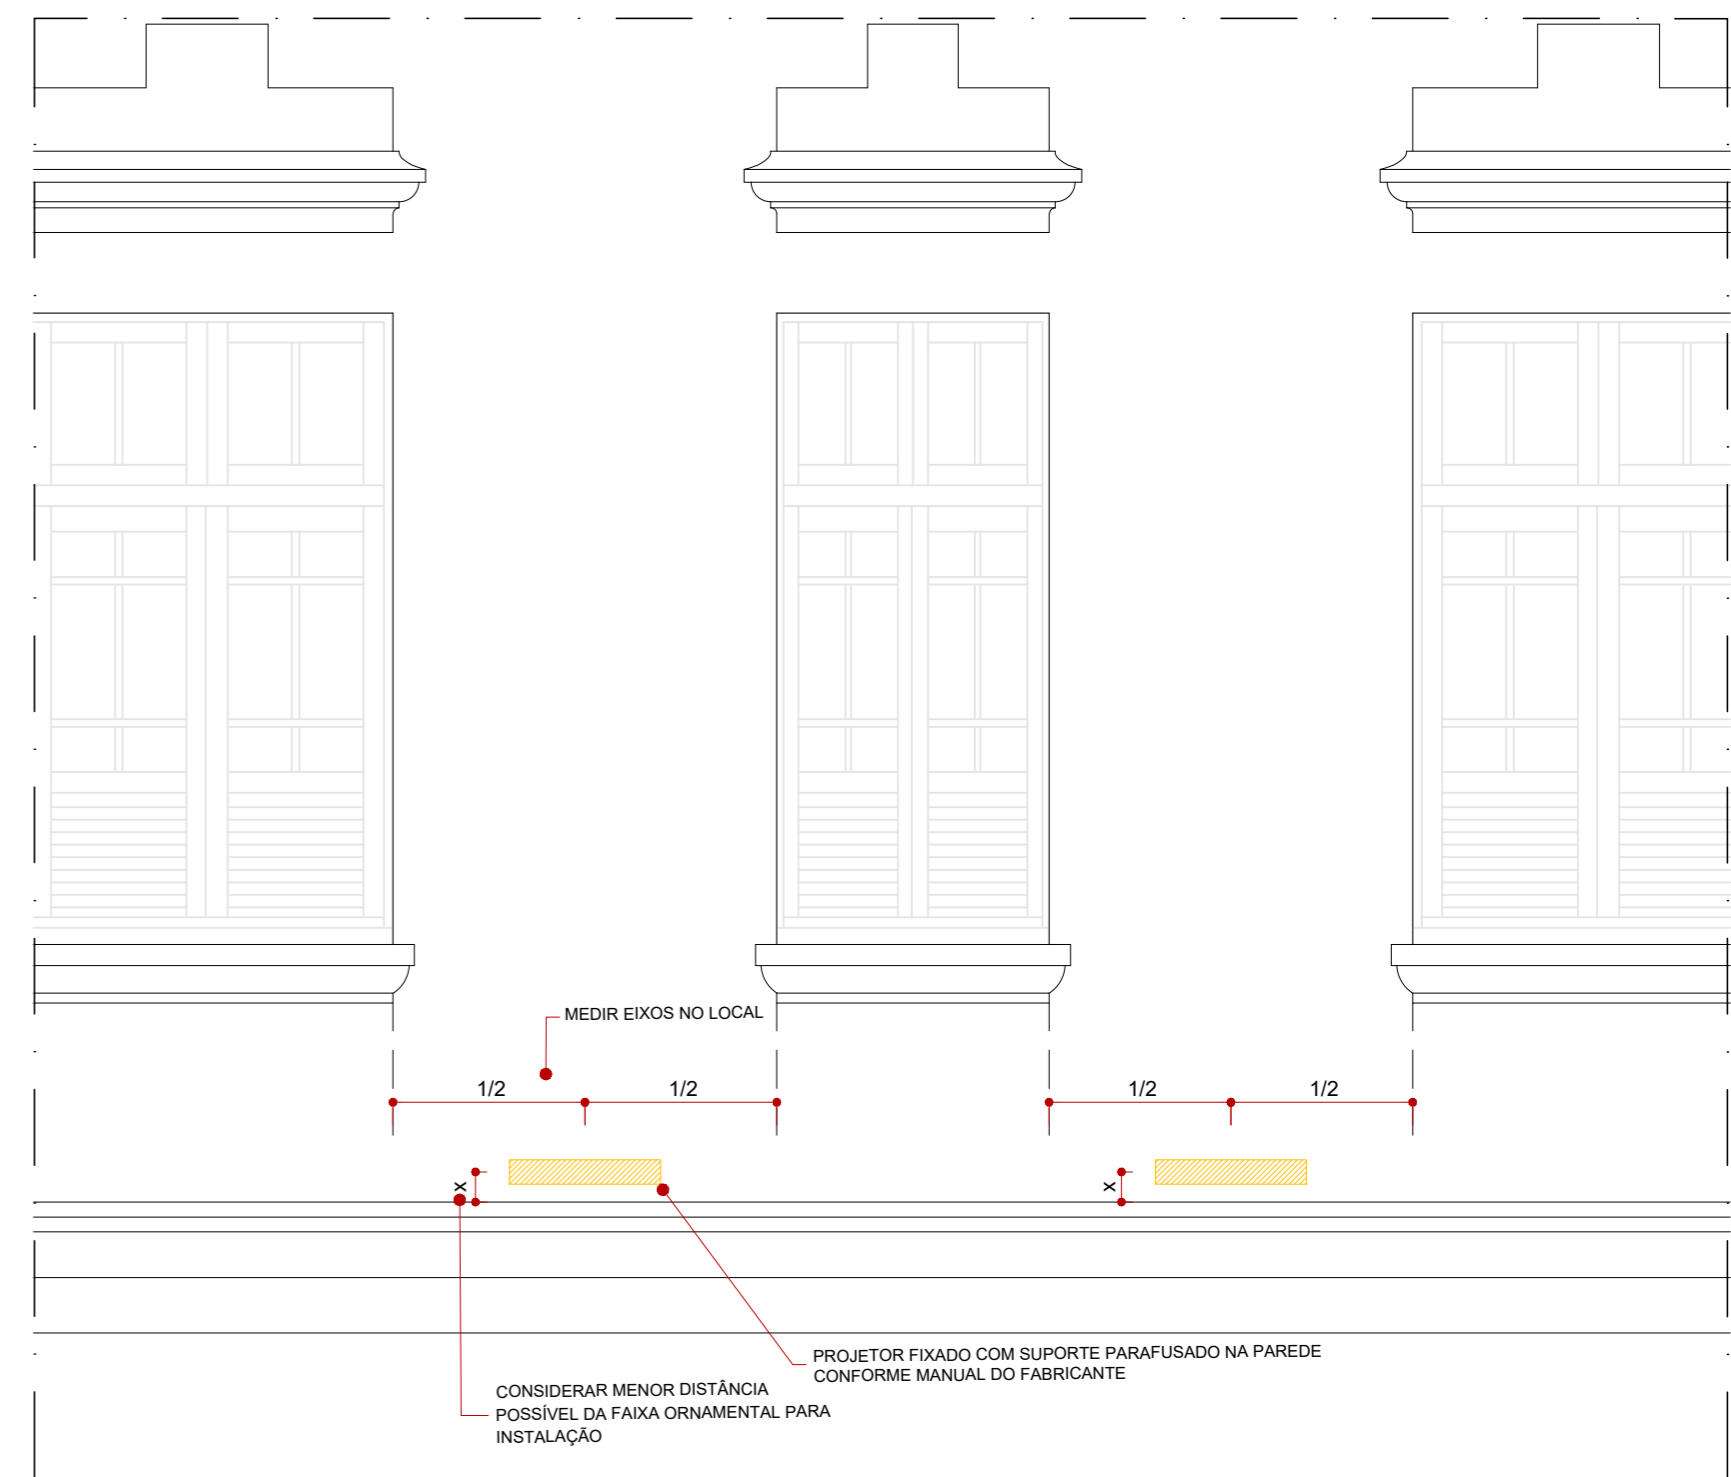 MEDIR EIXOS NO LOCAL
1/2 1/2 1/2 1/2
x x
PROJETOR FIXADO COM SUPORTE PARAFUSADO NA PAREDE
CONFORME MANUAL DO FABRICANTE
CONSIDERAR MENOR DISTÂNCIA
POSSÍVEL DA FAIXA ORNAMENTAL PARA
INSTALAÇÃO